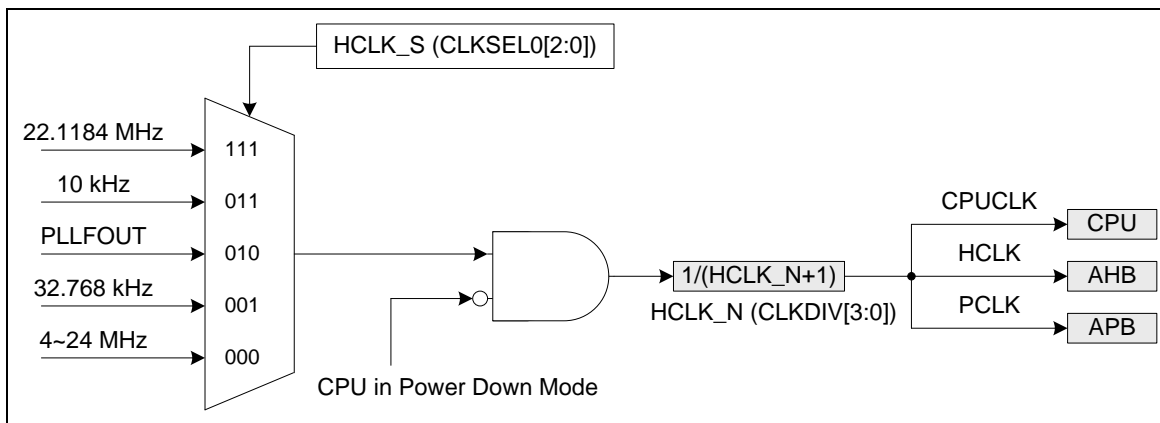 HCLK_S (CLKSEL0[2:0])
22.1184 MHz
111
10 kHz
011
PLLFOUT
010
32.768 kHz
001
4~24 MHz
000
CPU in Power Down Mode
1/(HCLK_N+1)
HCLK_N (CLKDIV[3:0])
CPUCLK
CPU
HCLK
AHB
PCLK
APB